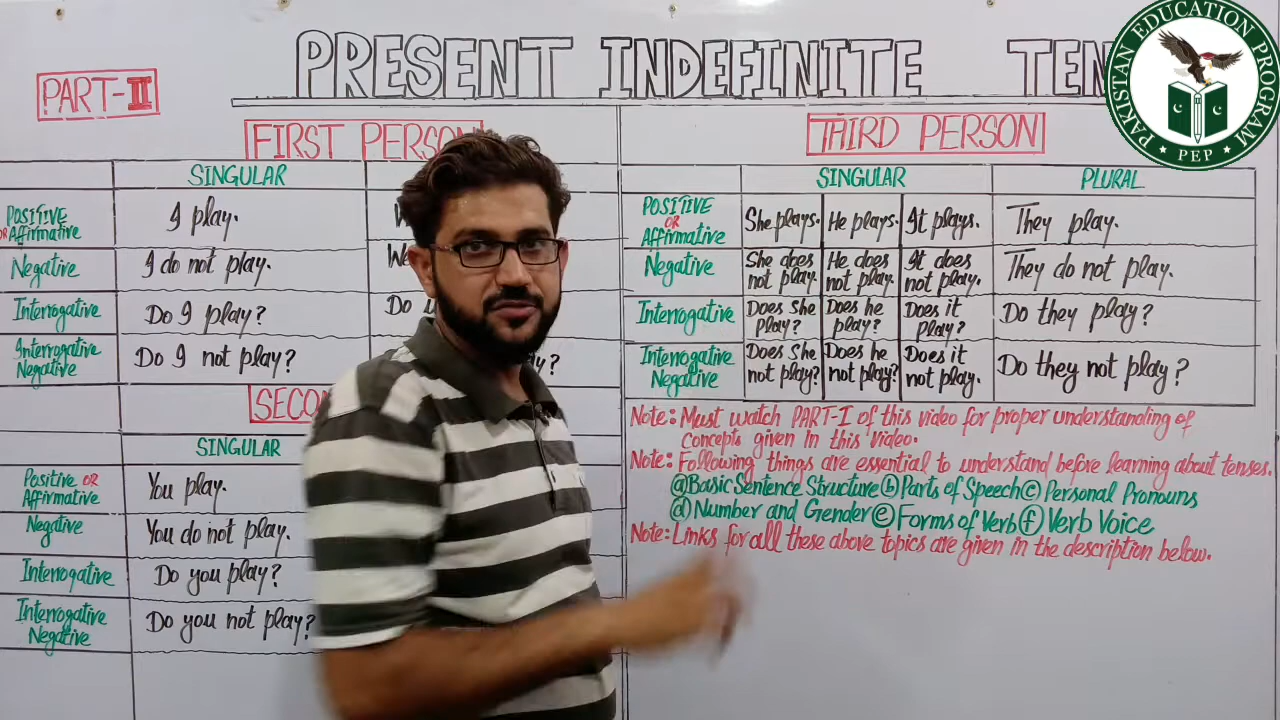 PRESENT INDEFINITE TEN
PART-II
PAKISTAN EDUCATION PROGRAM
PEP
FIRST PERSON
SINGULAR
POSITIVE
OR Affirmative
I play.
Negative
I do not play.
Interrogative
Do I play?
Do
Interrogative
Negative
Do I not play?
SECON
SINGULAR
Positive OR
Affirmative
You play.
Negative
You do not play.
Interrogative
Do you play?
Interrogative
Negative
Do you not play?
THIRD PERSON
SINGULAR
PLURAL
POSITIVE
OR
Affirmative
She plays.
He plays.
It plays.
They play.
Negative
She does
not play.
He does
not play.
It does
not play.
They do not play.
Interrogative
Does she
Play?
Does he
play?
Does it
Play?
Do they play?
Interrogative
Negative
Does she
not play?
Does he
not play?
Does it
not play.
Do they not play?
Note: Must watch PART-I of this video for proper understanding of
concepts given in this video.
Note: Following things are essential to understand before learning about tenses.
ⓐ Basic Sentence Structure ⓑ Parts of Speech ⓒ Personal Pronouns
ⓓ Number and Gender ⓔ Forms of Verb ⓕ Verb Voice
Note: Links for all these above topics are given in the description below.